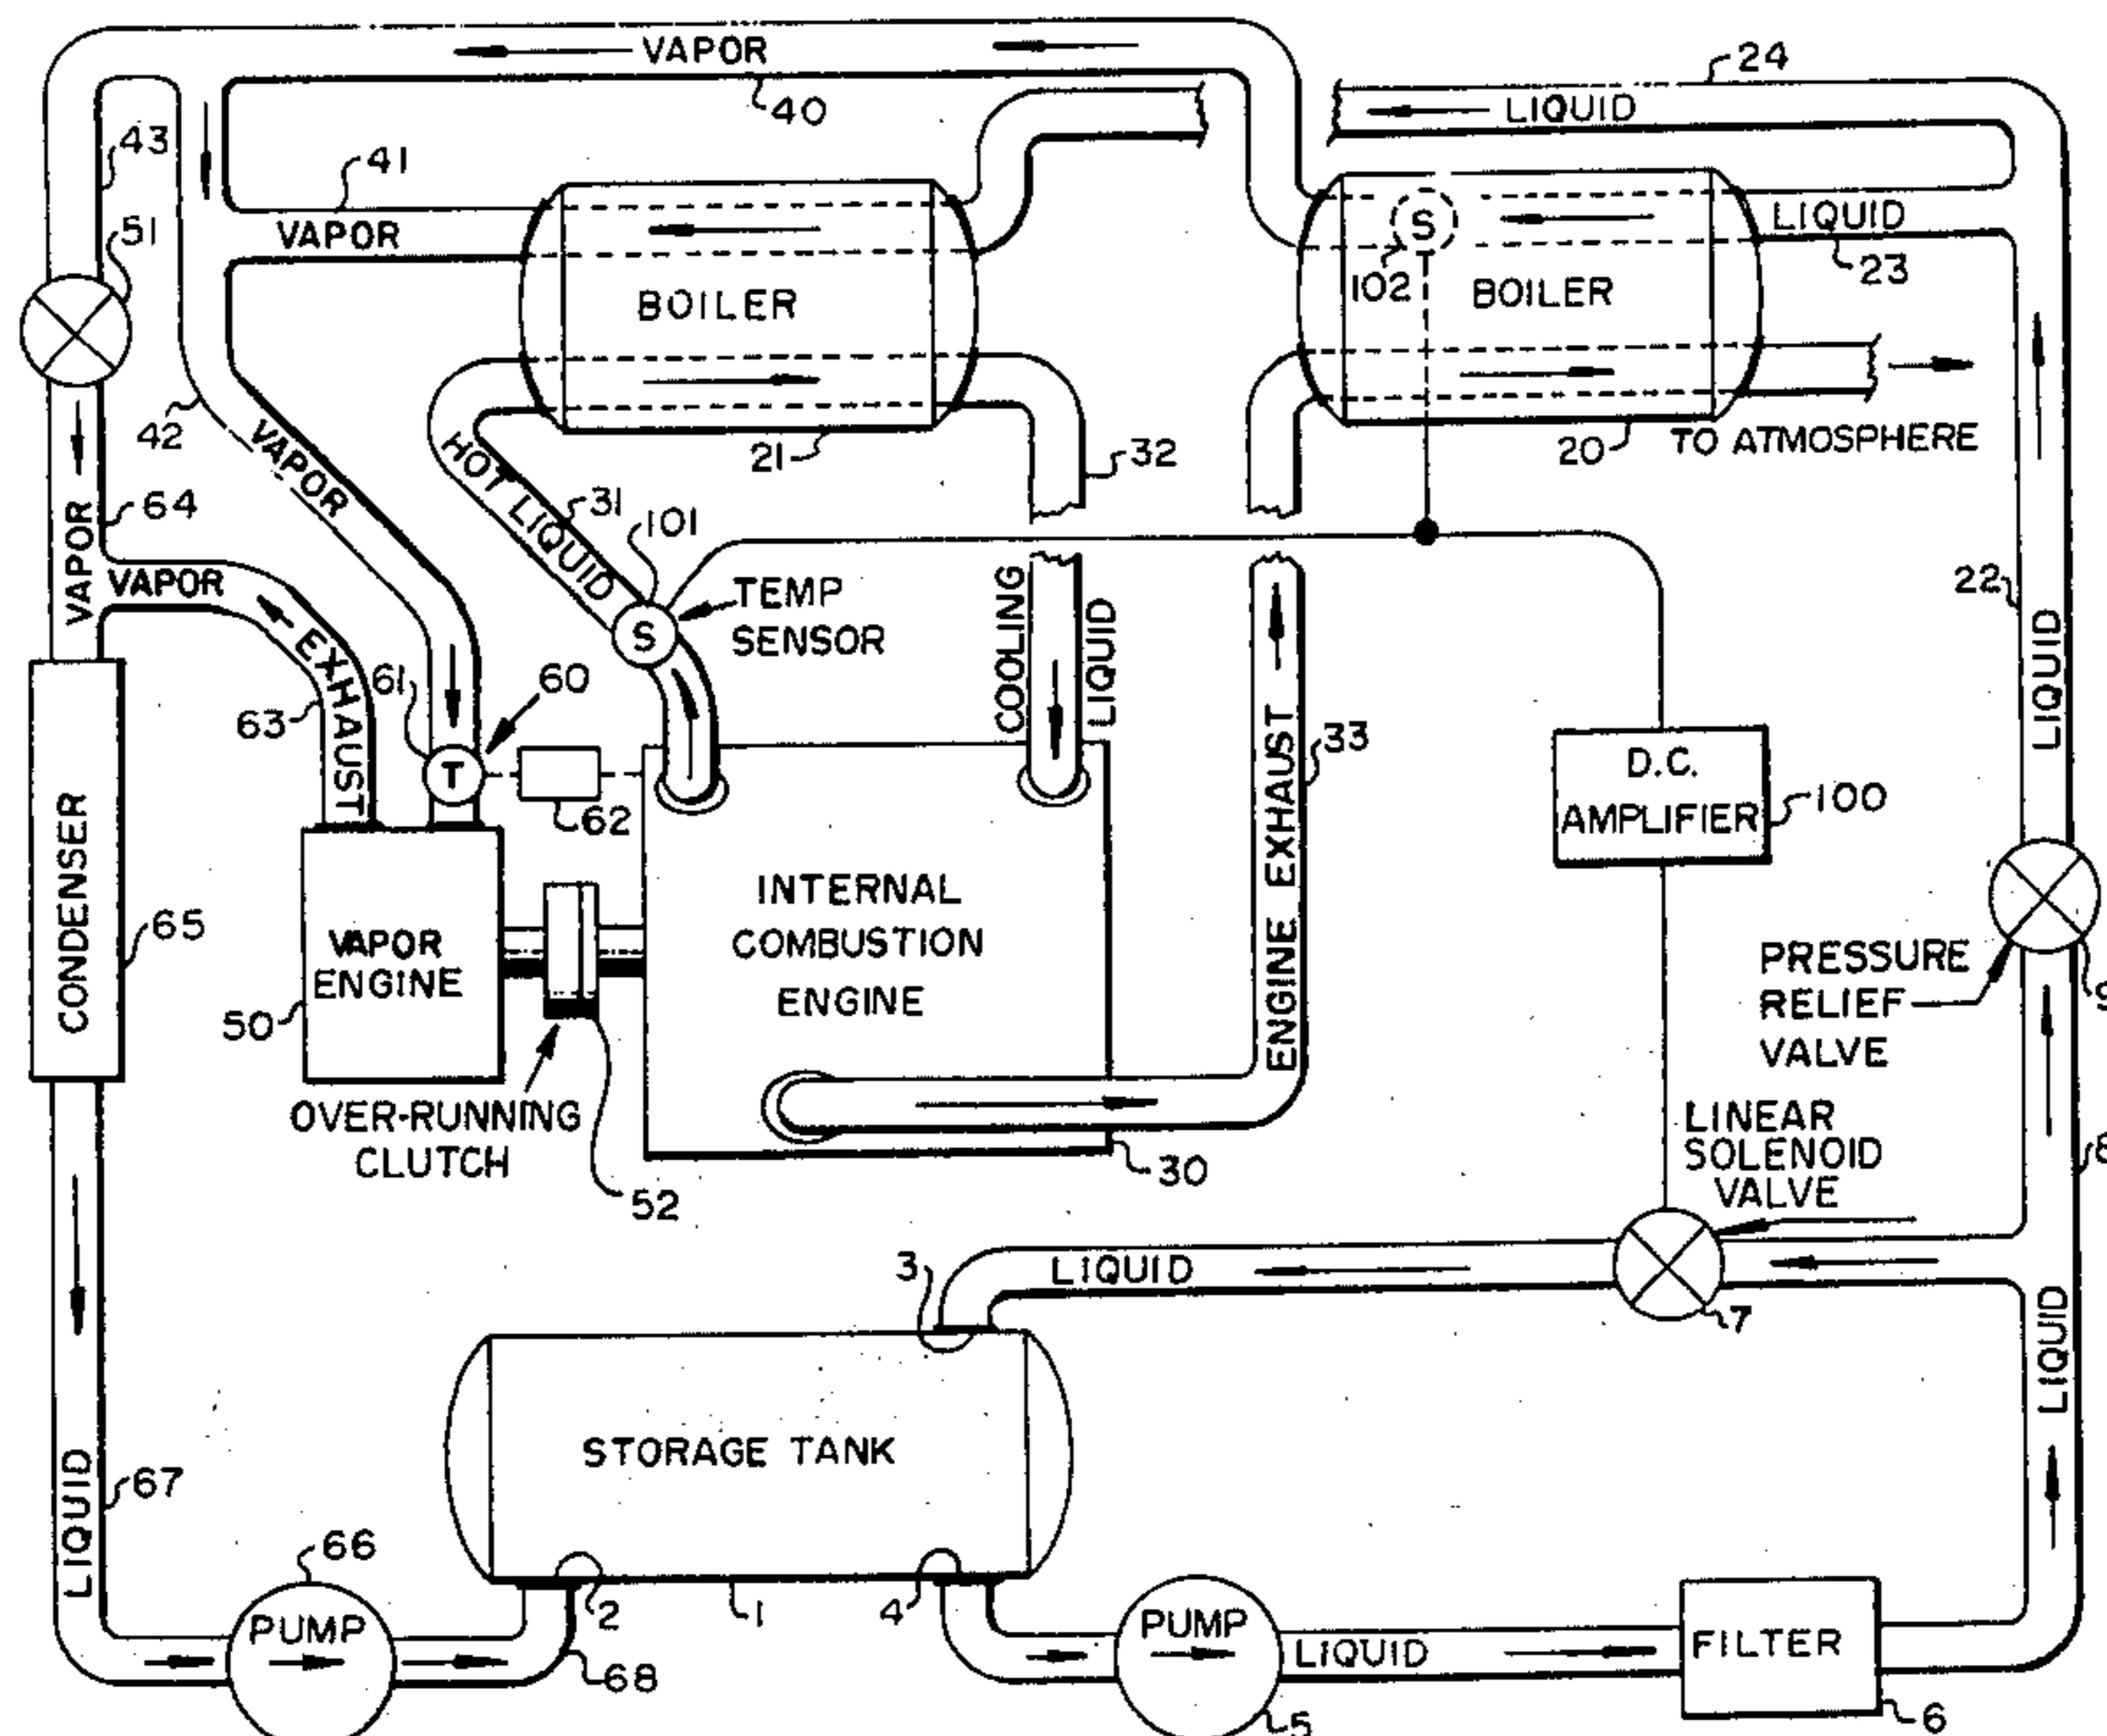 VAPOR
24
40
LIQUID
43
41
VAPOR
51
BOILER
S
102
BOILER
LIQUID
23
42
VAPOR
21
32
20
TO ATMOSPHERE
HOT LIQUID
31
101
64
VAPOR
VAPOR
EXHAUST
63
61
60
T
62
S
TEMP
SENSOR
COOLING
LIQUID
ENGINE EXHAUST
33
22
LIQUID
D.C.
AMPLIFIER
100
CONDENSER
65
VAPOR
ENGINE
50
INTERNAL
COMBUSTION
ENGINE
PRESSURE
RELIEF
VALVE
9
OVER-RUNNING
CLUTCH
52
30
LINEAR
SOLENOID
VALVE
8
7
3
LIQUID
LIQUID
STORAGE TANK
LIQUID
67
66
PUMP
2
1
4
68
PUMP
5
LIQUID
FILTER
6